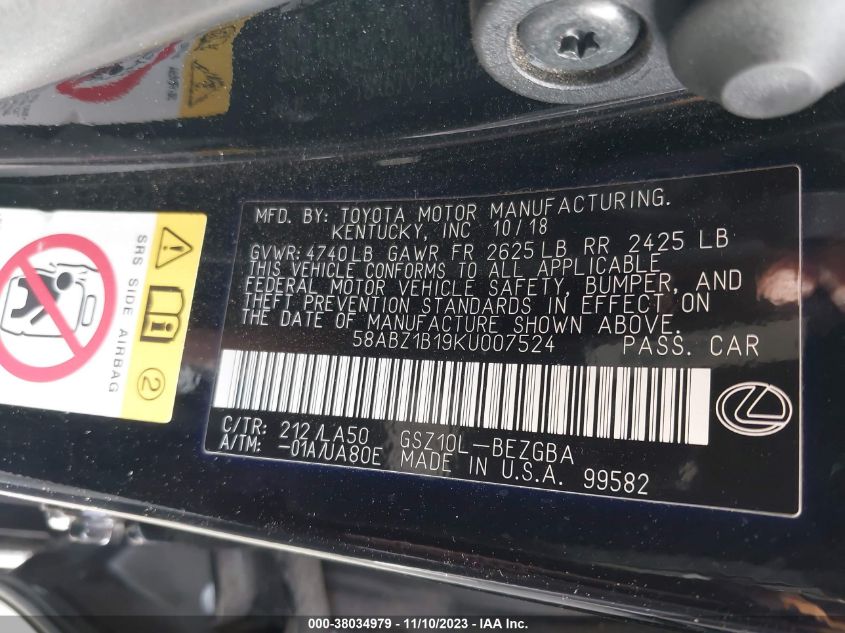 MFD. BY: TOYOTA MOTOR MANUFACTURING.
KENTUCKY, INC 10/18
GVWR: 4740LB GAWR FR 2625 LB RR 2425 LB
THIS VEHICLE CONFORMS TO ALL APPLICABLE
FEDERAL MOTOR VEHICLE SAFETY, BUMPER, AND
THEFT PREVENTION STANDARDS IN EFFECT ON
THE DATE OF MANUFACTURE SHOWN ABOVE.
58ABZ1B19KU007524 PASS. CAR
C/TR: 212 /LA50 GSZ10L-BEZGBA
A/TM: -01A/UA80E MADE IN U.S.A. 99582
SRS SIDE AIRBAG
2
000-38034979 - 11/10/2023 - IAA Inc.